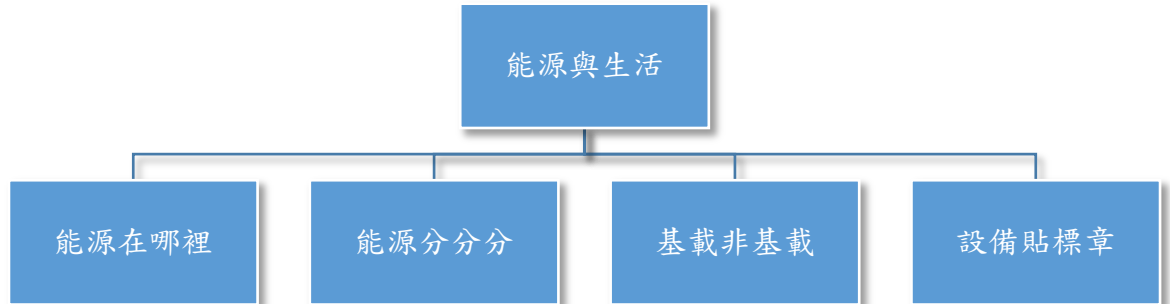 能源與生活
能源在哪裡
能源分分分
基載非基載
設備貼標章